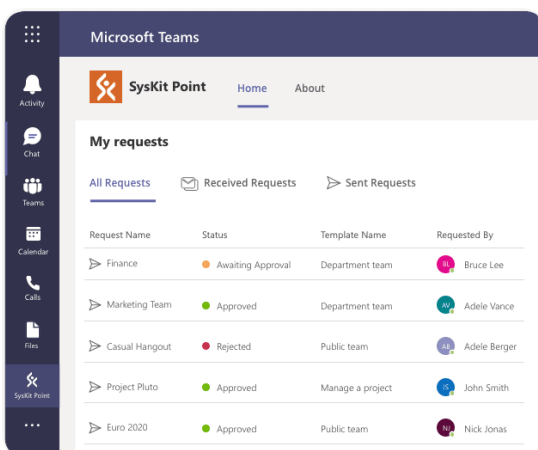 Microsoft Teams
Activity
Chat
Teams
Calendar
Calls
Files
SysKit Point
SysKit Point Home About
My requests
All Requests Received Requests Sent Requests
Request Name Status Template Name Requested By
Finance Awaiting Approval Department team BL Bruce Lee
Marketing Team Approved Department team AV Adele Vance
Casual Hangout Rejected Public team AB Adele Berger
Project Pluto Approved Manage a project JS John Smith
Euro 2020 Approved Public team NJ Nick Jonas